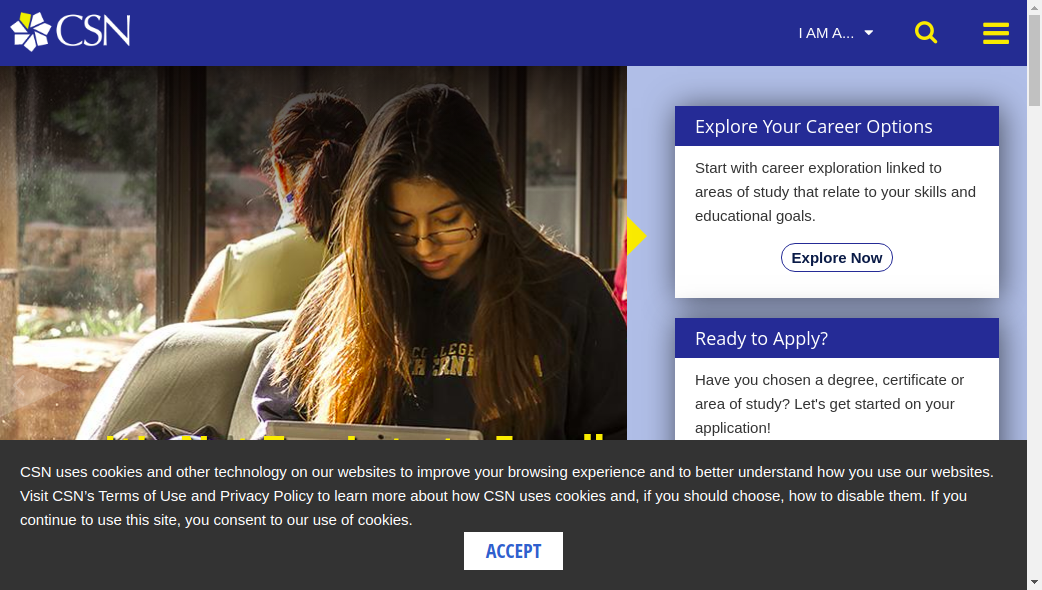 CSN
I AM A...
Explore Your Career Options
Start with career exploration linked to
areas of study that relate to your skills and
educational goals.
Explore Now
Ready to Apply?
Have you chosen a degree, certificate or
area of study? Let's get started on your
application!
CSN uses cookies and other technology on our websites to improve your browsing experience and to better understand how you use our websites.
Visit CSN’s Terms of Use and Privacy Policy to learn more about how CSN uses cookies and, if you should choose, how to disable them. If you
continue to use this site, you consent to our use of cookies.
ACCEPT